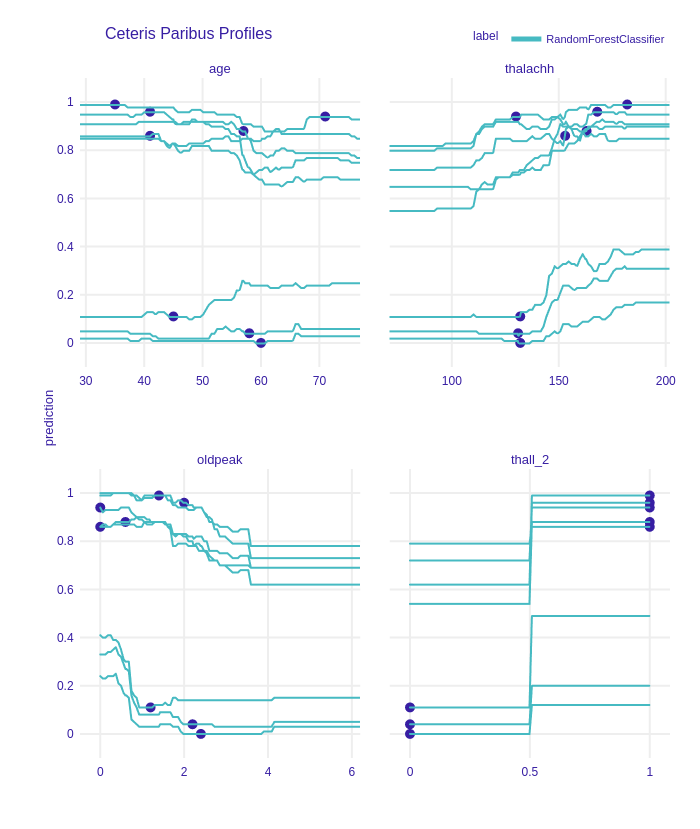 Ceteris Paribus Profiles
label RandomForestClassifier
age
thalachh
1
0.8
0.6
0.4
0.2
0
30 40 50 60 70
100 150 200
prediction
oldpeak
thall_2
1
0.8
0.6
0.4
0.2
0
0 2 4 6
0 0.5 1